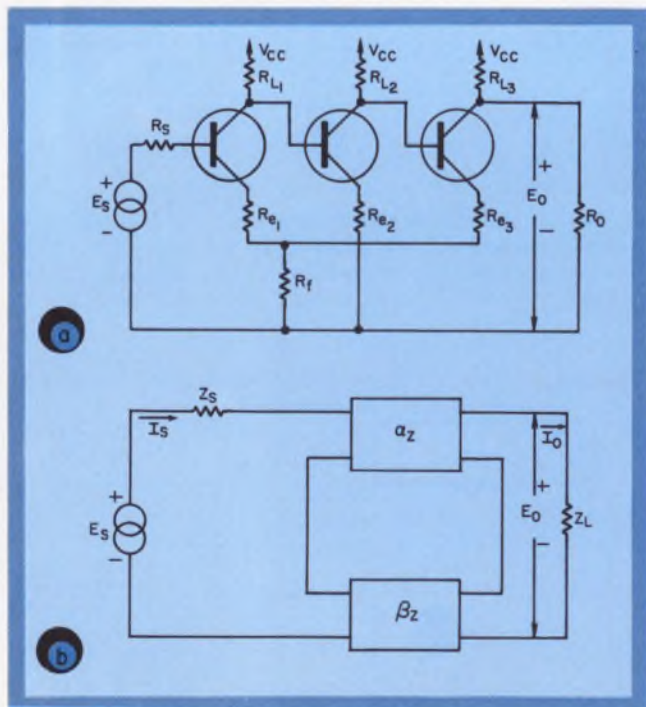 VCC VCC VCC
RL1 RL2 RL3
RS
+ ES -
Re1 Re2 Re3
+ EO - RO
Rf
a
ZS
IS
αZ
IO
+ ES -
+ EO - ZL
βZ
b